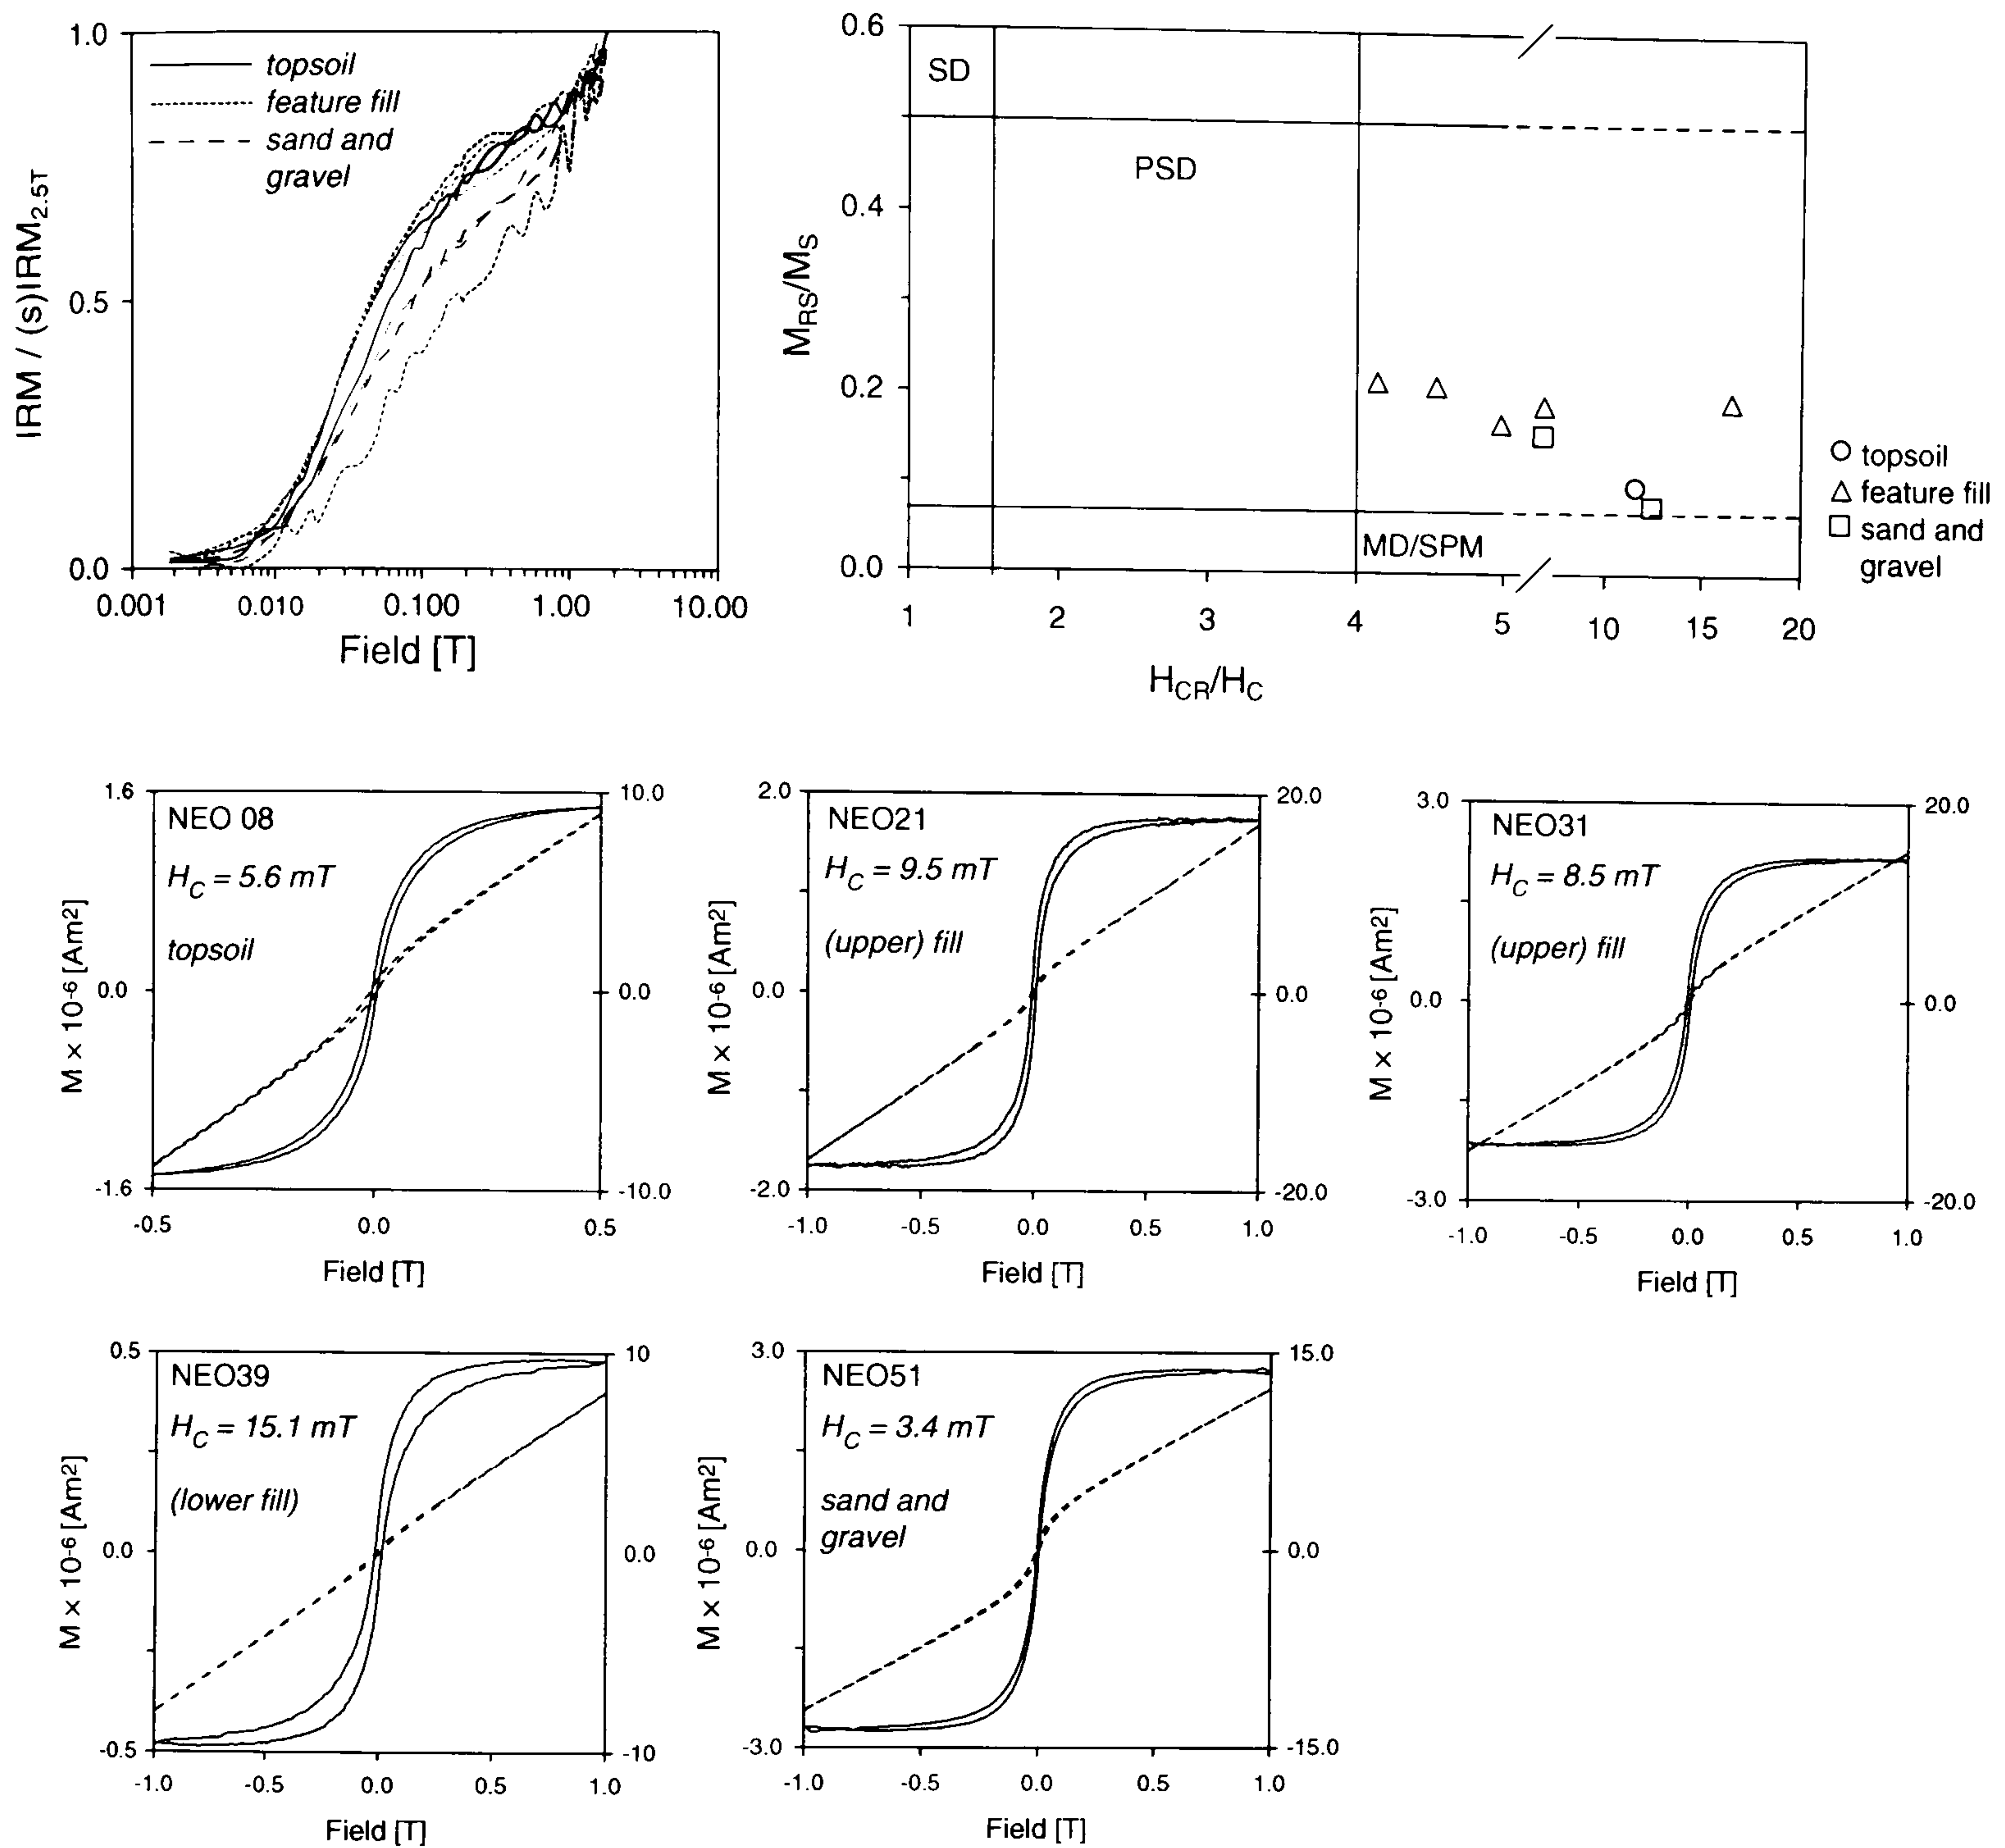 1.0
topsoil
feature fill
sand and
gravel
0.5
0.0
IRM / (s)IRM2.5T
0.001 0.010 0.100 1.00 10.00
Field [T]
0.6
SD
PSD
0.4
MRS/MS
0.2
0.0
MD/SPM
1 2 3 4 5 10 15 20
HCR/HC
topsoil
feature fill
sand and
gravel
1.6
NEO 08
10.0
HC = 5.6 mT
topsoil
M × 10-6 [Am2]
0.0
0.0
-1.6
-10.0
-0.5 0.0 0.5
Field [T]
2.0
NEO21
20.0
HC = 9.5 mT
(upper) fill
M × 10-6 [Am2]
0.0
0.0
-2.0
-20.0
-1.0 -0.5 0.0 0.5 1.0
Field [T]
3.0
NEO31
20.0
HC = 8.5 mT
(upper) fill
M × 10-6 [Am2]
0.0
0.0
-3.0
-20.0
-1.0 -0.5 0.0 0.5 1.0
Field [T]
0.5
NEO39
10
HC = 15.1 mT
(lower fill)
M × 10-6 [Am2]
0.0
0.0
-0.5
-10
-1.0 -0.5 0.0 0.5 1.0
Field [T]
3.0
NEO51
15.0
HC = 3.4 mT
sand and
gravel
M × 10-6 [Am2]
0.0
0.0
-3.0
-15.0
-1.0 -0.5 0.0 0.5 1.0
Field [T]